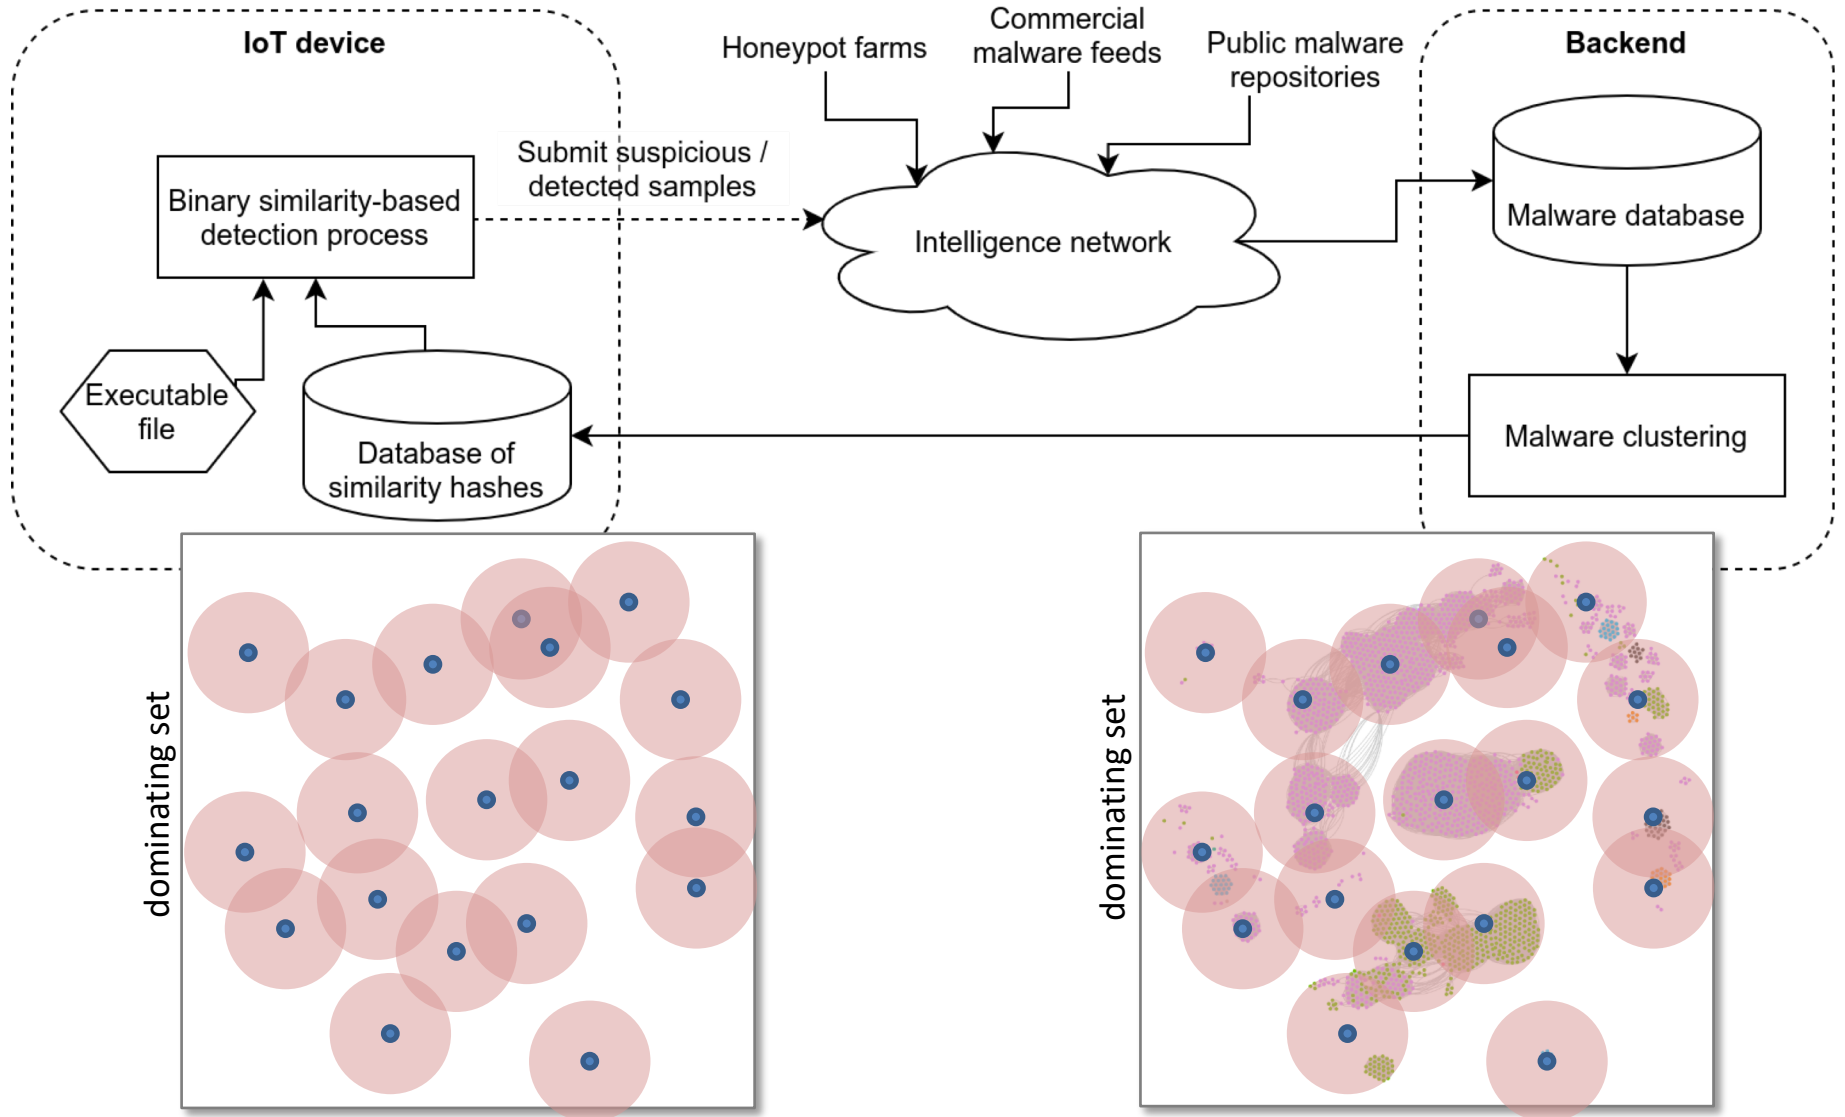 IoT device
Honeypot farms
Commercial
malware feeds
Public malware
repositories
Backend
Submit suspicious /
detected samples
Binary similarity-based
detection process
Intelligence network
Malware database
Executable
file
Database of
similarity hashes
Malware clustering
dominating set
dominating set